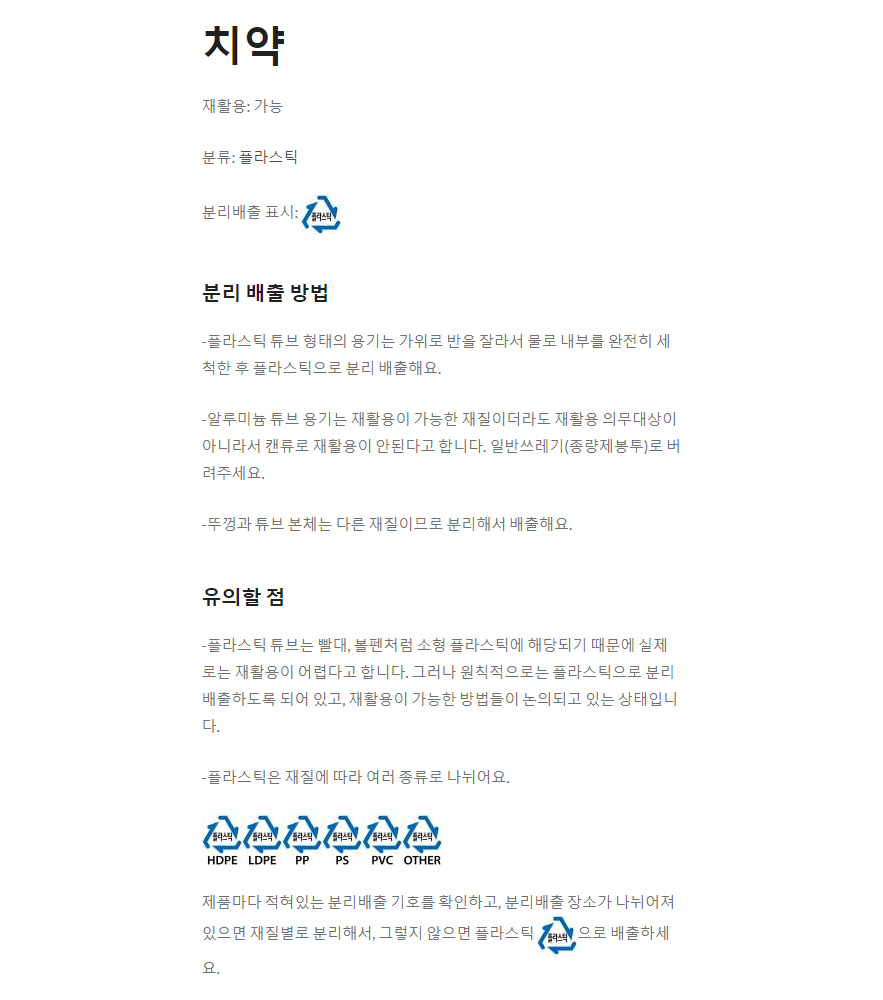 치약
재활용: 가능
분류: 플라스틱
분리배출 표시: 플라스틱
분리 배출 방법
-플라스틱 튜브 형태의 용기는 가위로 반을 잘라서 물로 내부를 완전히 세
척한 후 플라스틱으로 분리 배출해요.
-알루미늄 튜브 용기는 재활용이 가능한 재질이더라도 재활용 의무대상이
아니라서 캔류로 재활용이 안된다고 합니다. 일반쓰레기(종량제봉투)로 버
려주세요.
-뚜껑과 튜브 본체는 다른 재질이므로 분리해서 배출해요.
유의할 점
-플라스틱 튜브는 빨대, 볼펜처럼 소형 플라스틱에 해당되기 때문에 실제
로는 재활용이 어렵다고 합니다. 그러나 원칙적으로는 플라스틱으로 분리
배출하도록 되어 있고, 재활용이 가능한 방법들이 논의되고 있는 상태입니
다.
-플라스틱은 재질에 따라 여러 종류로 나뉘어요.
플라스틱 플라스틱 플라스틱 플라스틱 플라스틱 플라스틱
HDPE LDPE PP PS PVC OTHER
제품마다 적혀있는 분리배출 기호를 확인하고, 분리배출 장소가 나뉘어져
있으면 재질별로 분리해서, 그렇지 않으면 플라스틱 플라스틱 으로 배출하세
요.